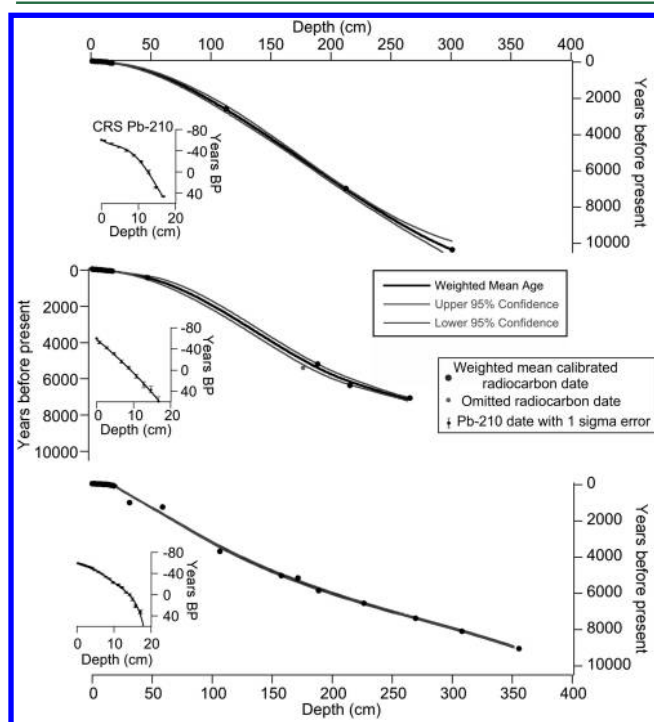 Depth (cm)
0 50 100 150 200 250 300 350 400
0
2000
4000
6000
8000
10000
Years before present
CRS Pb-210
-80
-40
0
40
Years BP
0 10 20
Depth (cm)
0
2000
4000
6000
8000
10000
Years before present
-80
-40
0
40
Years BP
0 10 20
Depth (cm)
Weighted Mean Age
Upper 95% Confidence
Lower 95% Confidence
Weighted mean calibrated
radiocarbon date
Omitted radiocarbon date
Pb-210 date with 1 sigma error
0
2000
4000
6000
8000
10000
Years before present
-80
-40
0
40
Years BP
0 10 20
Depth (cm)
0 50 100 150 200 250 300 350 400
Depth (cm)